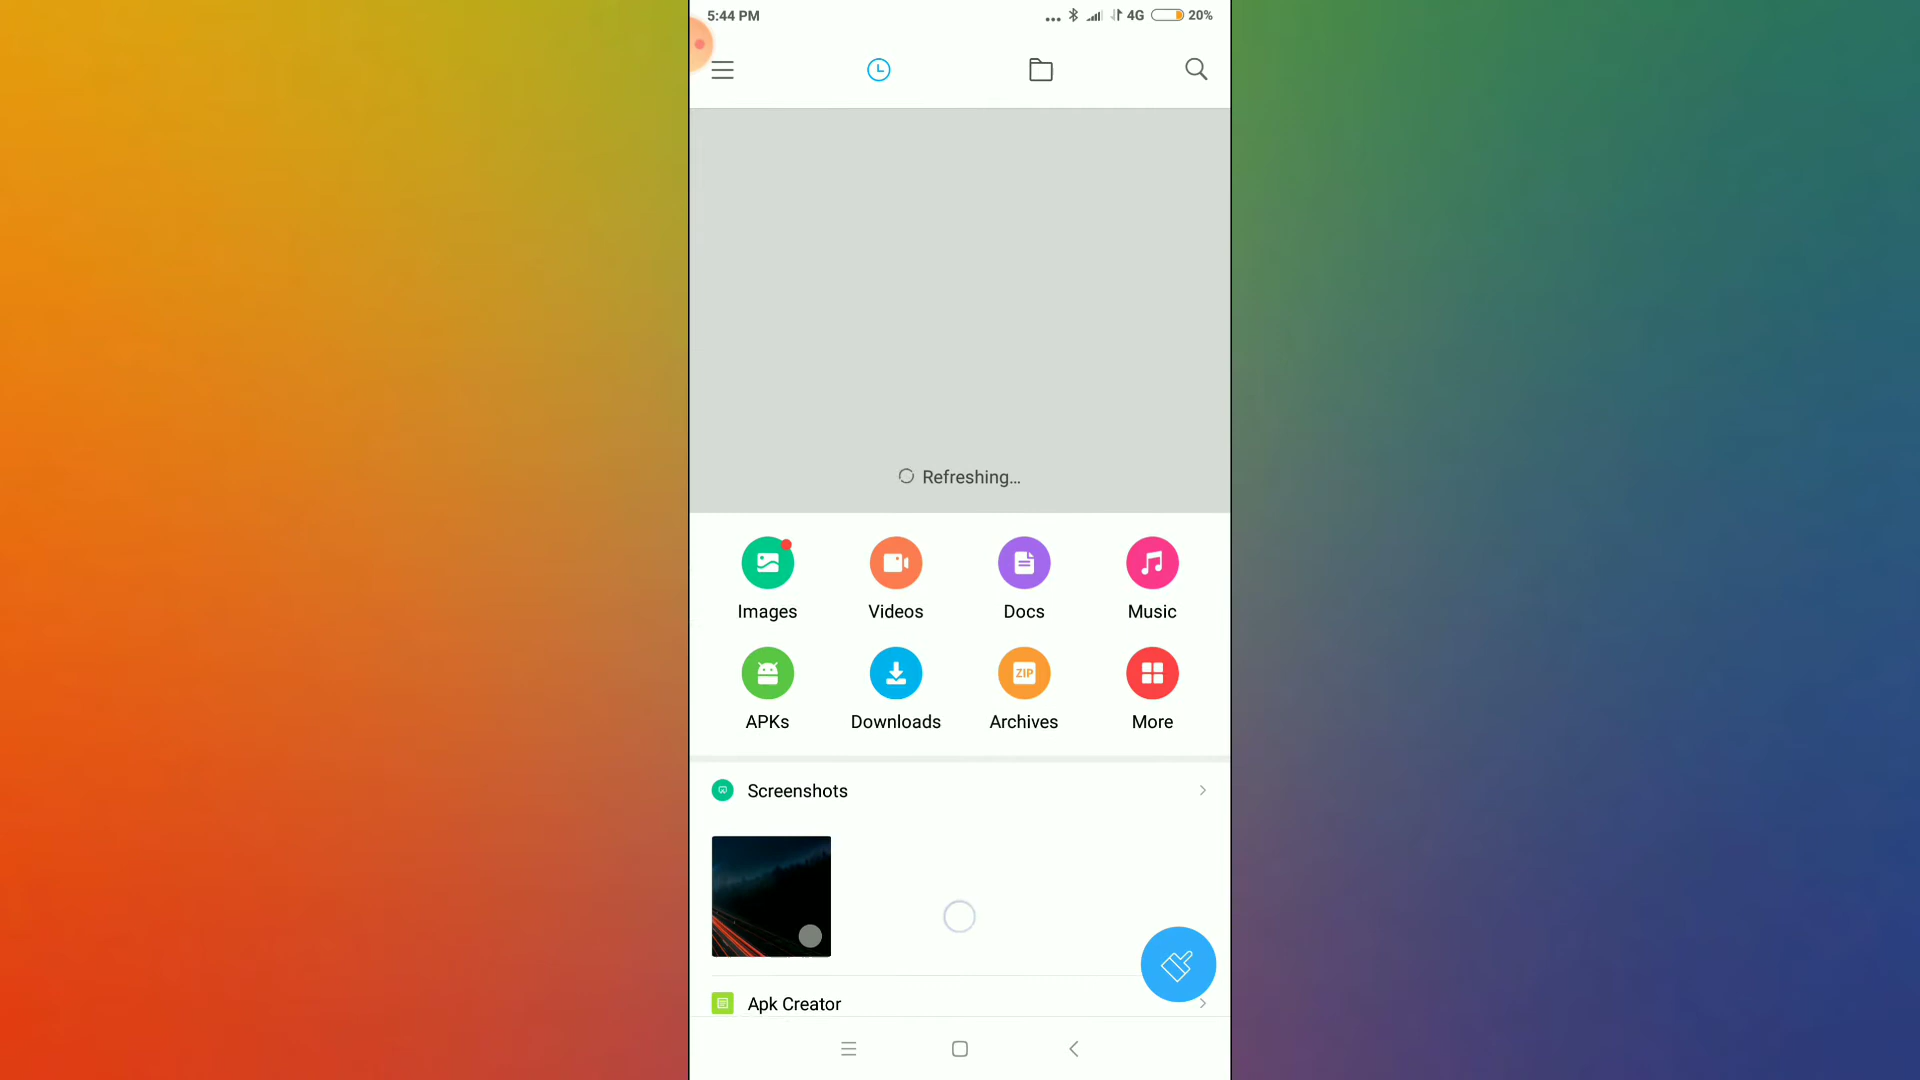 5:44 PM
4G
20%
Refreshing...
Images
Videos
Docs
Music
ZIP
APKs
Downloads
Archives
More
Screenshots
Apk Creator